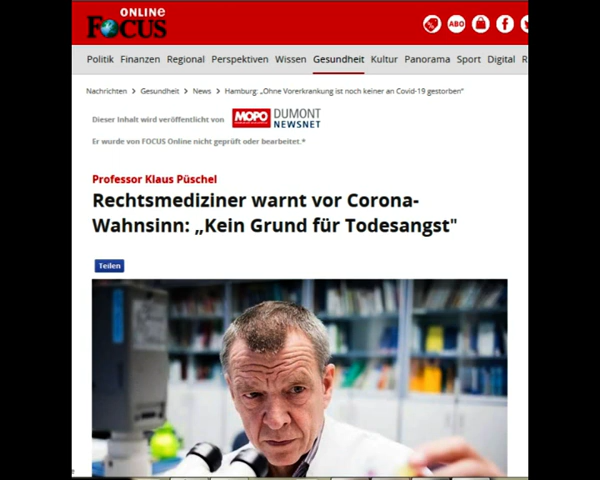 ONLINE
FOCUS
ABO
Politik Finanzen Regional Perspektiven Wissen Gesundheit Kultur Panorama Sport Digital R
Nachrichten > Gesundheit > News > Hamburg: „Ohne Vorerkrankung ist noch keiner an Covid-19 gestorben“
Dieser Inhalt wird veröffentlicht von MOPO DUMONT
NEWSNET
Er wurde von FOCUS Online nicht geprüft oder bearbeitet.*
Professor Klaus Püschel
Rechtsmediziner warnt vor Corona-
Wahnsinn: „Kein Grund für Todesangst"
Teilen